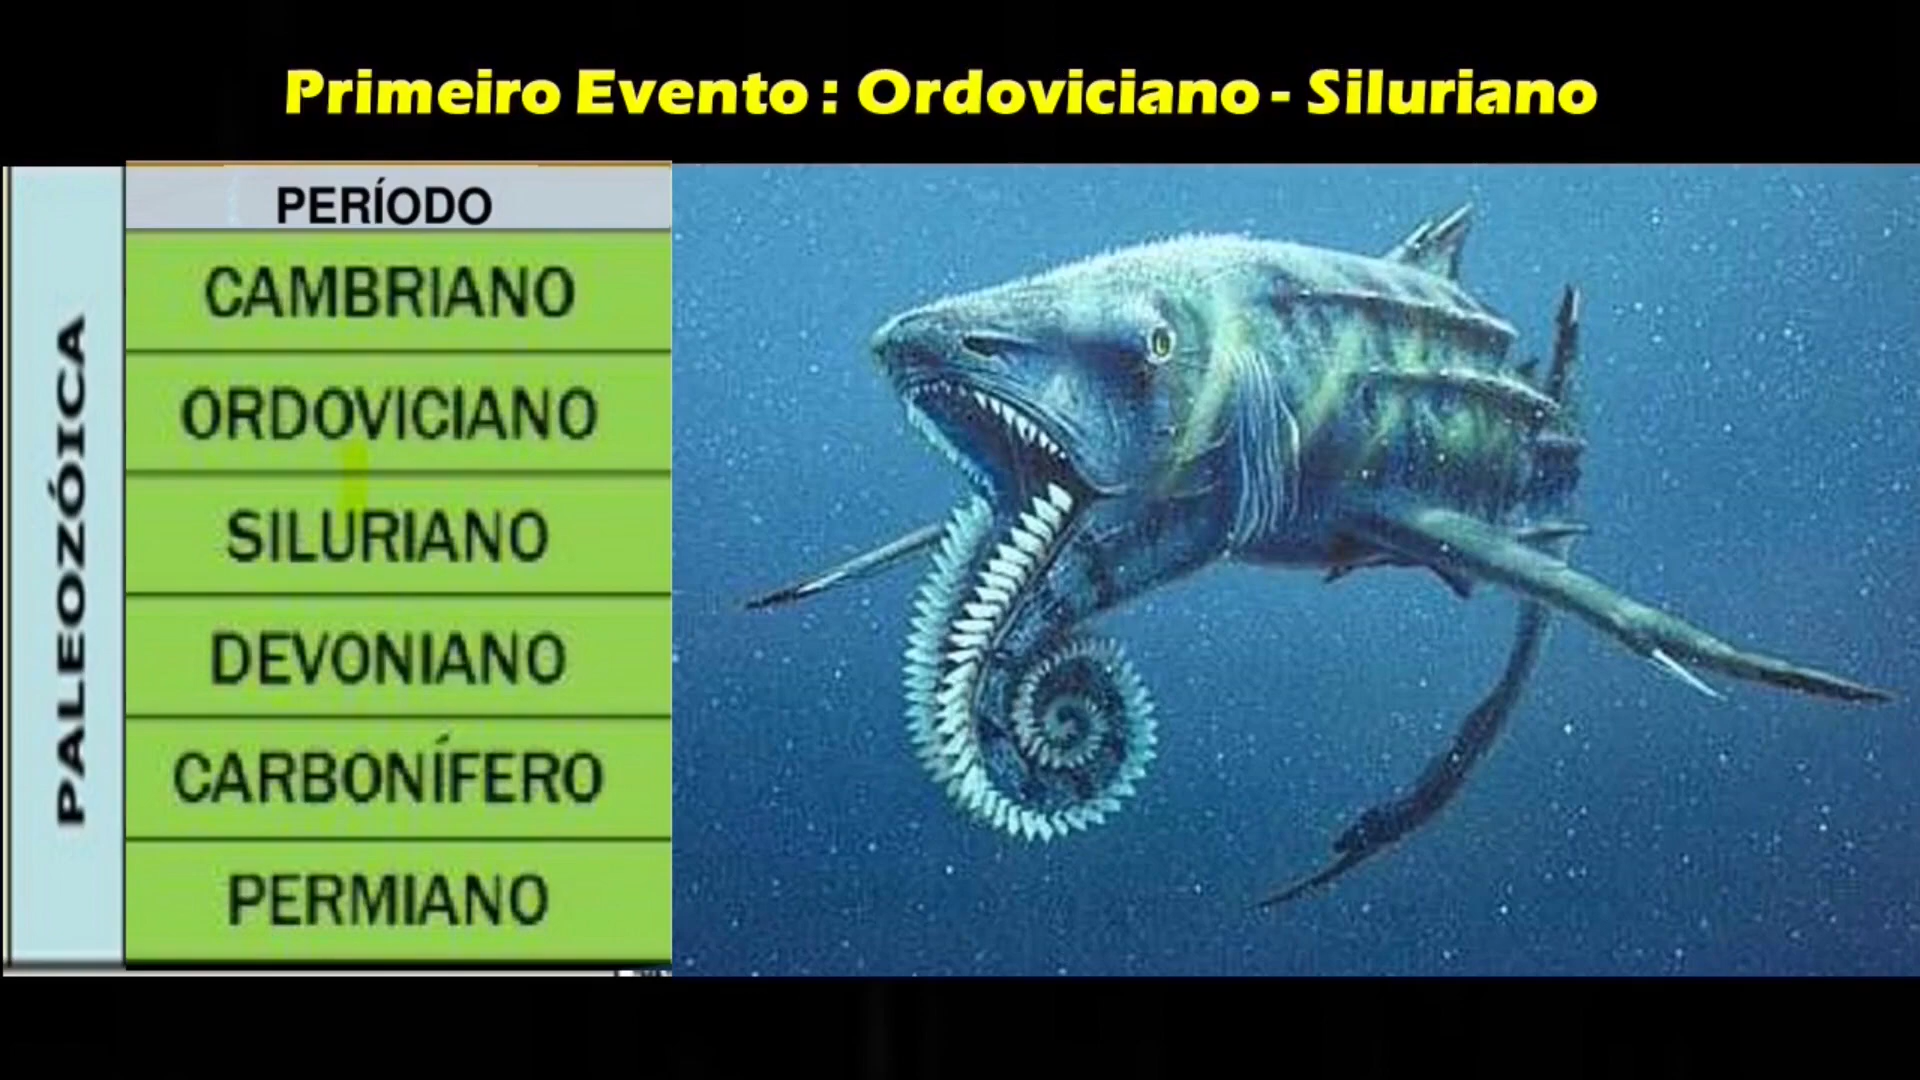 Primeiro Evento : Ordoviciano - Siluriano
PALEOZÓICA
PERÍODO
CAMBRIANO
ORDOVICIANO
SILURIANO
DEVONIANO
CARBONÍFERO
PERMIANO